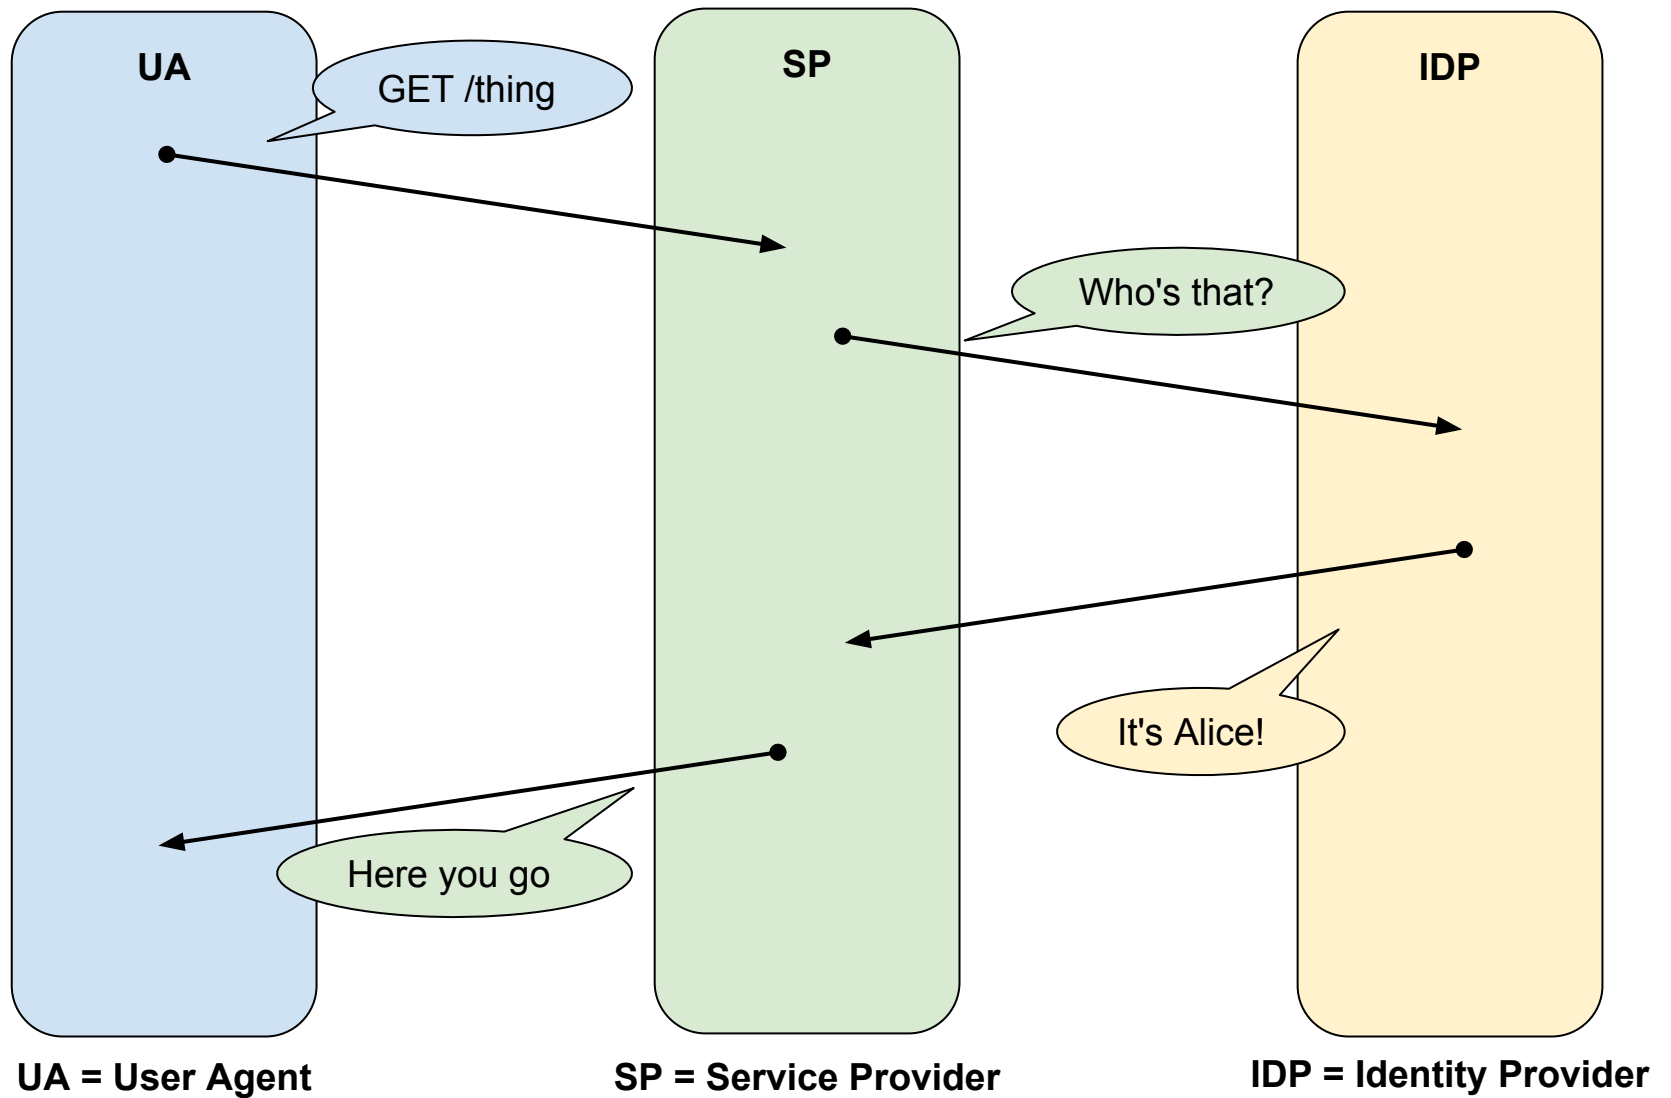 UA
SP
IDP
GET /thing
Who's that?
It's Alice!
Here you go
UA = User Agent
SP = Service Provider
IDP = Identity Provider